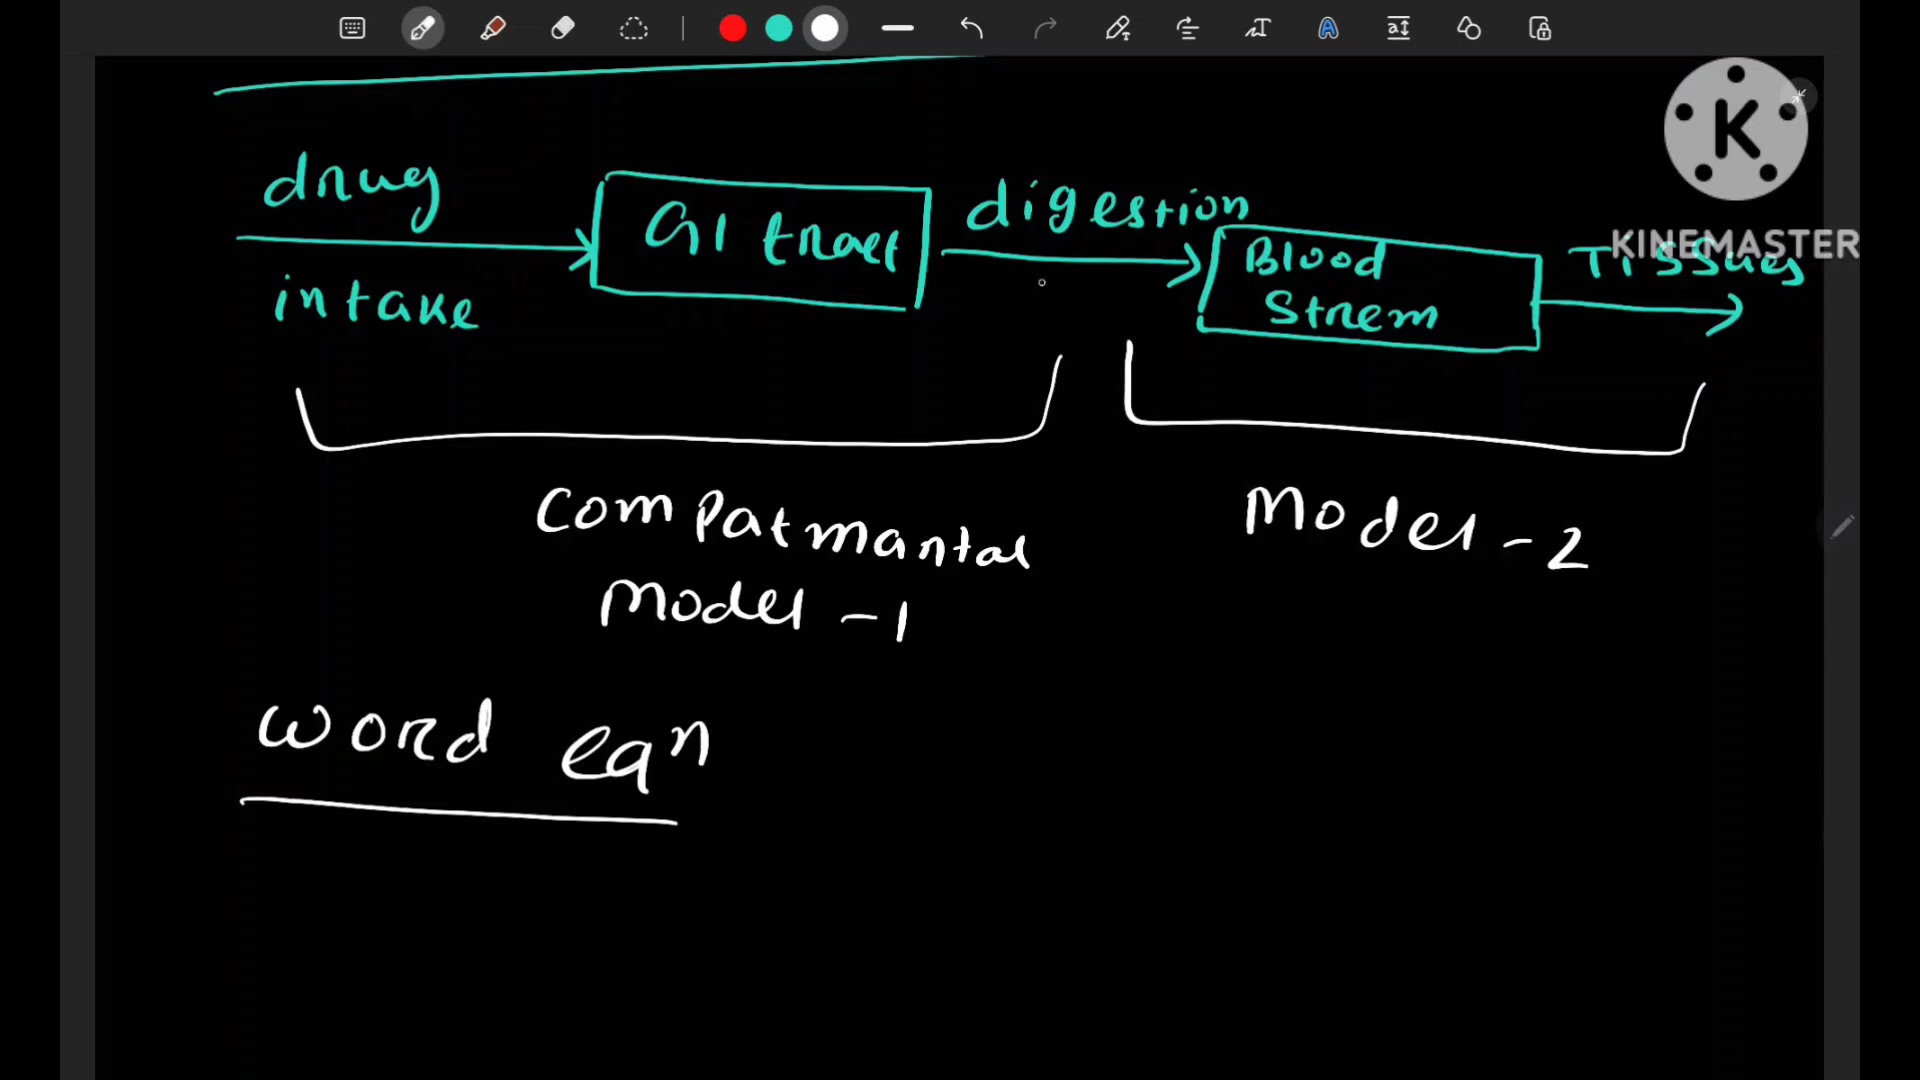 K
KINEMASTER
drug
intake
GI tract
digestion
Blood
Strem
Tissues
Compatmantal
Model - 1
Model - 2
word eqn